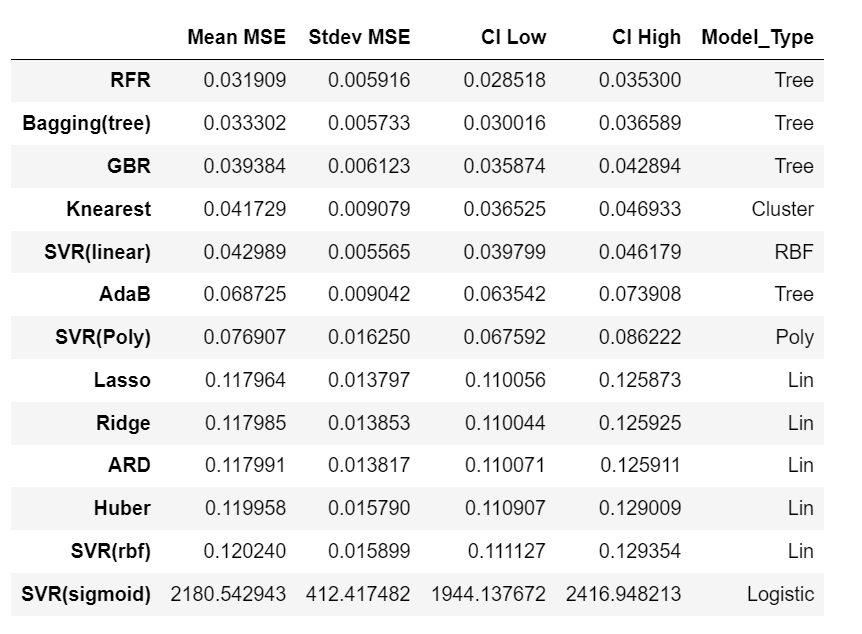 Mean MSE Stdev MSE CI Low CI High Model_Type
RFR 0.031909 0.005916 0.028518 0.035300 Tree
Bagging(tree) 0.033302 0.005733 0.030016 0.036589 Tree
GBR 0.039384 0.006123 0.035874 0.042894 Tree
Knearest 0.041729 0.009079 0.036525 0.046933 Cluster
SVR(linear) 0.042989 0.005565 0.039799 0.046179 RBF
AdaB 0.068725 0.009042 0.063542 0.073908 Tree
SVR(Poly) 0.076907 0.016250 0.067592 0.086222 Poly
Lasso 0.117964 0.013797 0.110056 0.125873 Lin
Ridge 0.117985 0.013853 0.110044 0.125925 Lin
ARD 0.117991 0.013817 0.110071 0.125911 Lin
Huber 0.119958 0.015790 0.110907 0.129009 Lin
SVR(rbf) 0.120240 0.015899 0.111127 0.129354 Lin
SVR(sigmoid) 2180.542943 412.417482 1944.137672 2416.948213 Logistic